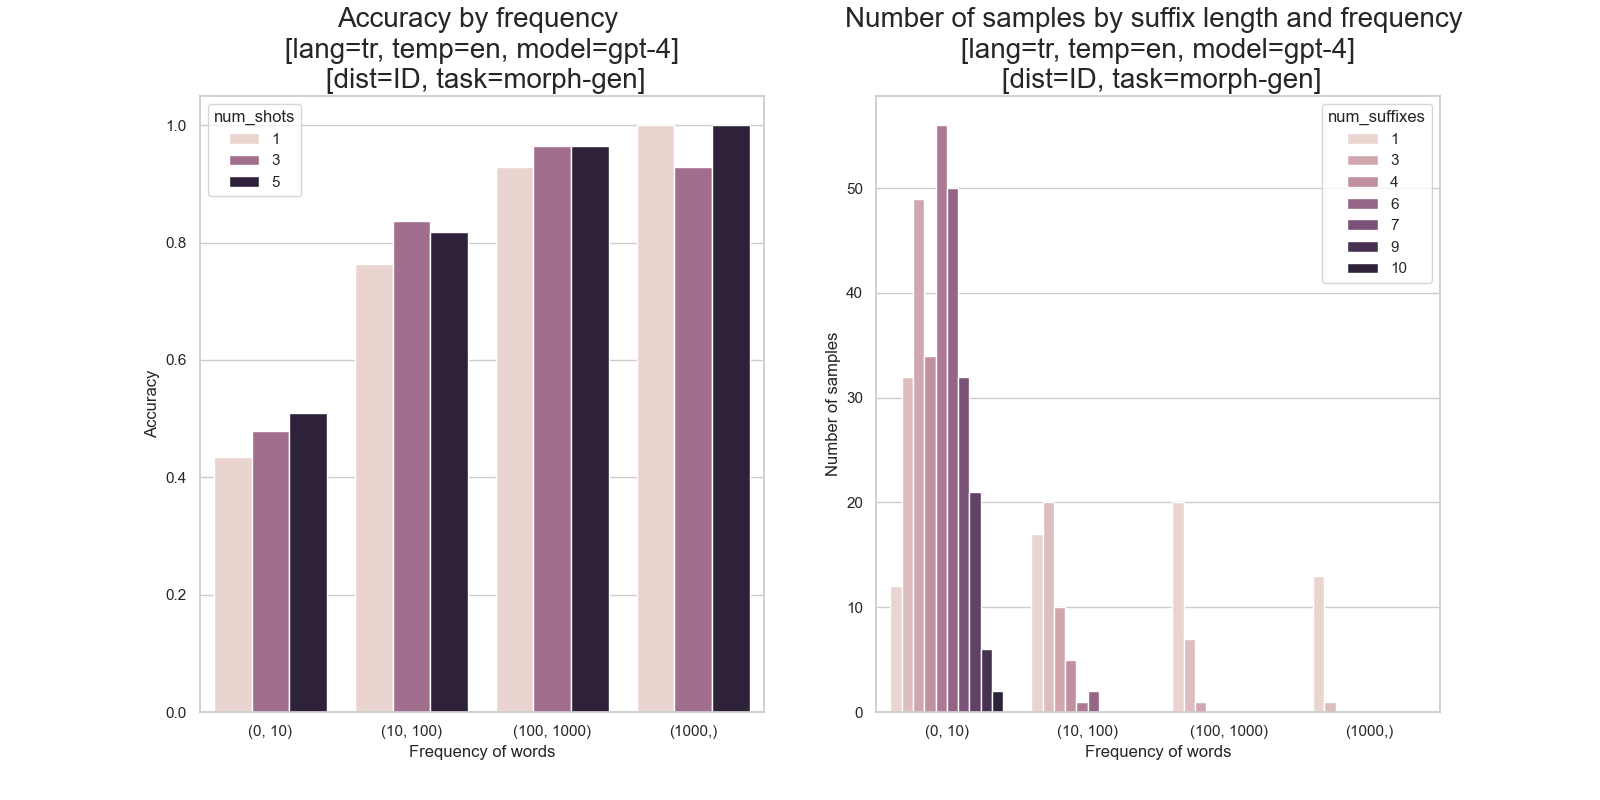 Accuracy by frequency
[lang=tr, temp=en, model=gpt-4]
[dist=ID, task=morph-gen]
num_shots
1
3
5
1.0
0.8
0.6
0.4
0.2
0.0
Accuracy
(0, 10)
(10, 100)
(100, 1000)
(1000,)
Frequency of words
Number of samples by suffix length and frequency
[lang=tr, temp=en, model=gpt-4]
[dist=ID, task=morph-gen]
num_suffixes
1
3
4
6
7
9
10
50
40
30
20
10
0
Number of samples
(0, 10)
(10, 100)
(100, 1000)
(1000,)
Frequency of words